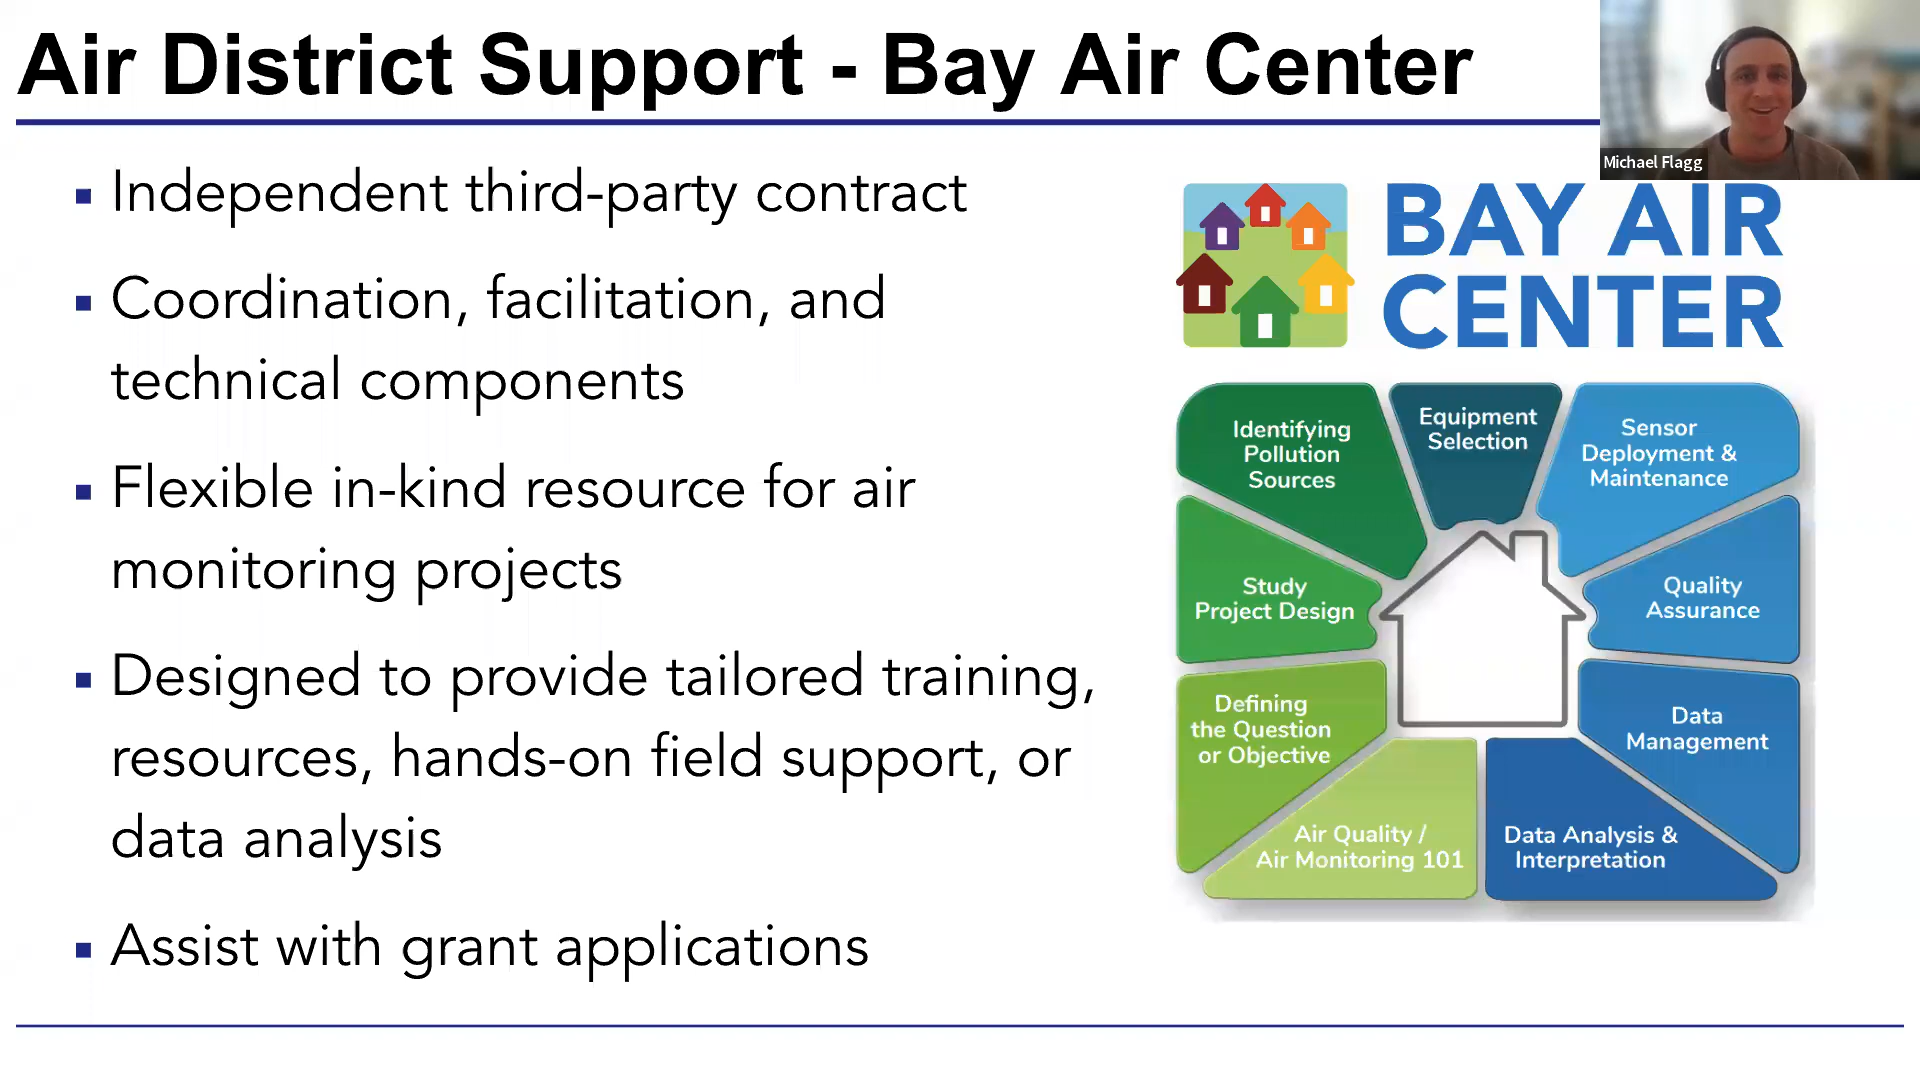 Air District Support - Bay Air Center
Michael Flagg
Independent third-party contract
Coordination, facilitation, and
technical components
Flexible in-kind resource for air
monitoring projects
Designed to provide tailored training,
resources, hands-on field support, or
data analysis
Assist with grant applications
BAY AIR
CENTER
Identifying
Pollution
Sources
Equipment
Selection
Sensor
Deployment &
Maintenance
Study
Project Design
Quality
Assurance
Defining
the Question
or Objective
Data
Management
Air Quality /
Air Monitoring 101
Data Analysis &
Interpretation